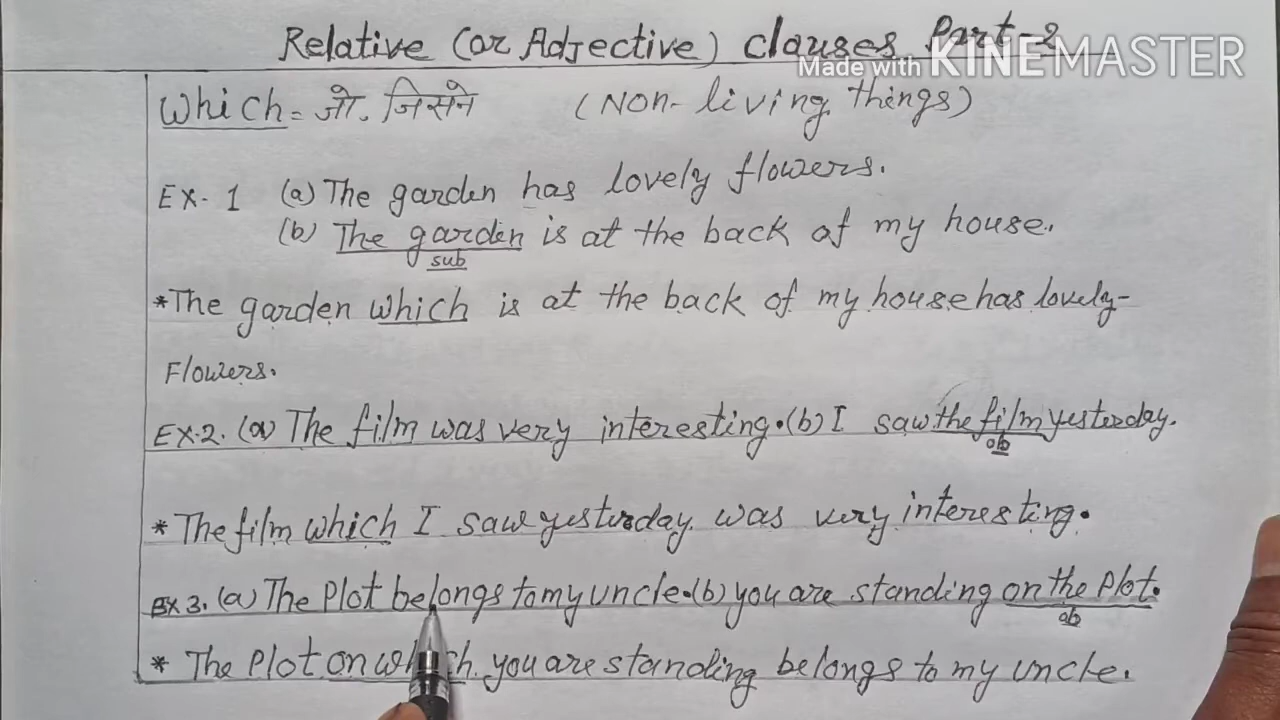 Relative (or Adjective) Clauses Part-2
Made with KINEMASTER
Which = जो, जिसने (Non-living things)
EX. 1 (a) The garden has lovely flowers.
(b) The garden is at the back of my house.
sub
*The garden which is at the back of my house has lovely-
Flowers.
EX.2. (a) The film was very interesting. (b) I saw the film yesterday.
ob
* The film which I saw yesterday was very interesting.
EX 3. (a) The Plot belongs to my uncle. (b) you are standing on the Plot.
ob
* The Plot on which you are standing belongs to my uncle.